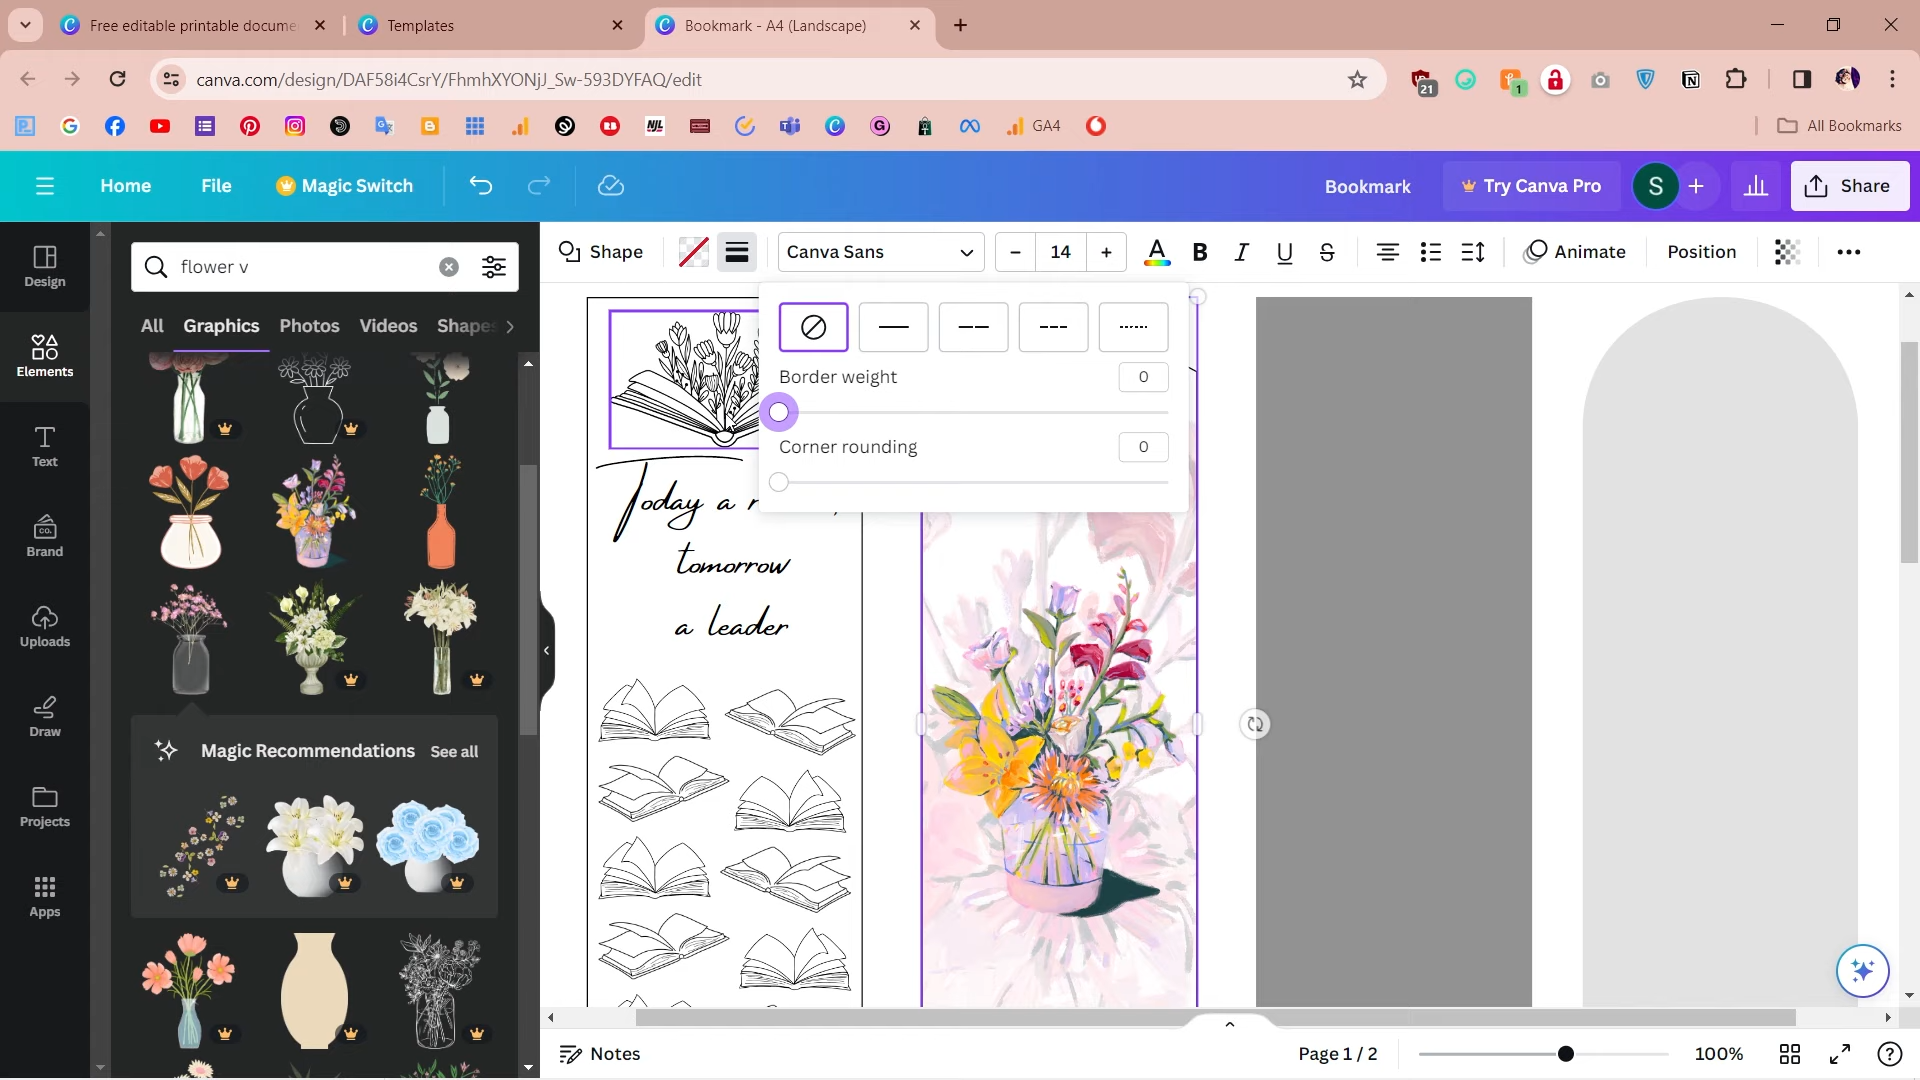 Free editable printable docume
Templates
Bookmark - A4 (Landscape)
canva.com/design/DAF58i4CsrY/FhmhXYONjJ_Sw-593DYFAQ/edit
21
1
NJL
GA4
All Bookmarks
Home
File
Magic Switch
Bookmark
Try Canva Pro
S
Share
Design
Elements
Text
Brand
Uploads
Draw
Projects
Apps
flower v
All
Graphics
Photos
Videos
Shapes
Magic Recommendations
See all
Shape
Canva Sans
14
A
B
I
U
S
Animate
Position
Border weight
0
Corner rounding
0
Today a r
tomorrow
a leader
Notes
Page 1 / 2
100%